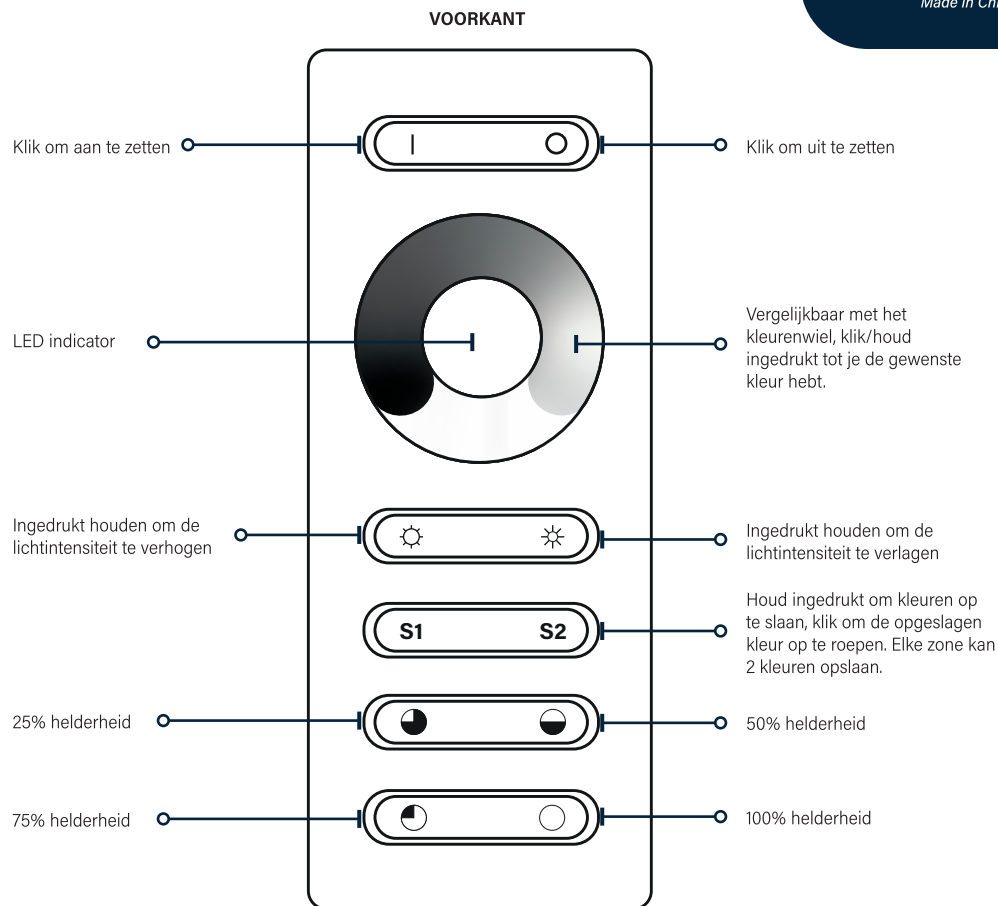 Made in
VOORKANT
Klik om aan te zetten
Klik om uit te zetten
LED indicator
Vergelijkbaar met het
kleurenwiel, klik/houd
ingedrukt tot je de gewenste
kleur hebt.
Ingedrukt houden om de
lichtintensiteit te verhogen
Ingedrukt houden om de
lichtintensiteit te verlagen
S1
S2
Houd ingedrukt om kleuren op
te slaan, klik om de opgeslagen
kleur op te roepen. Elke zone kan
2 kleuren opslaan.
25% helderheid
50% helderheid
75% helderheid
100% helderheid